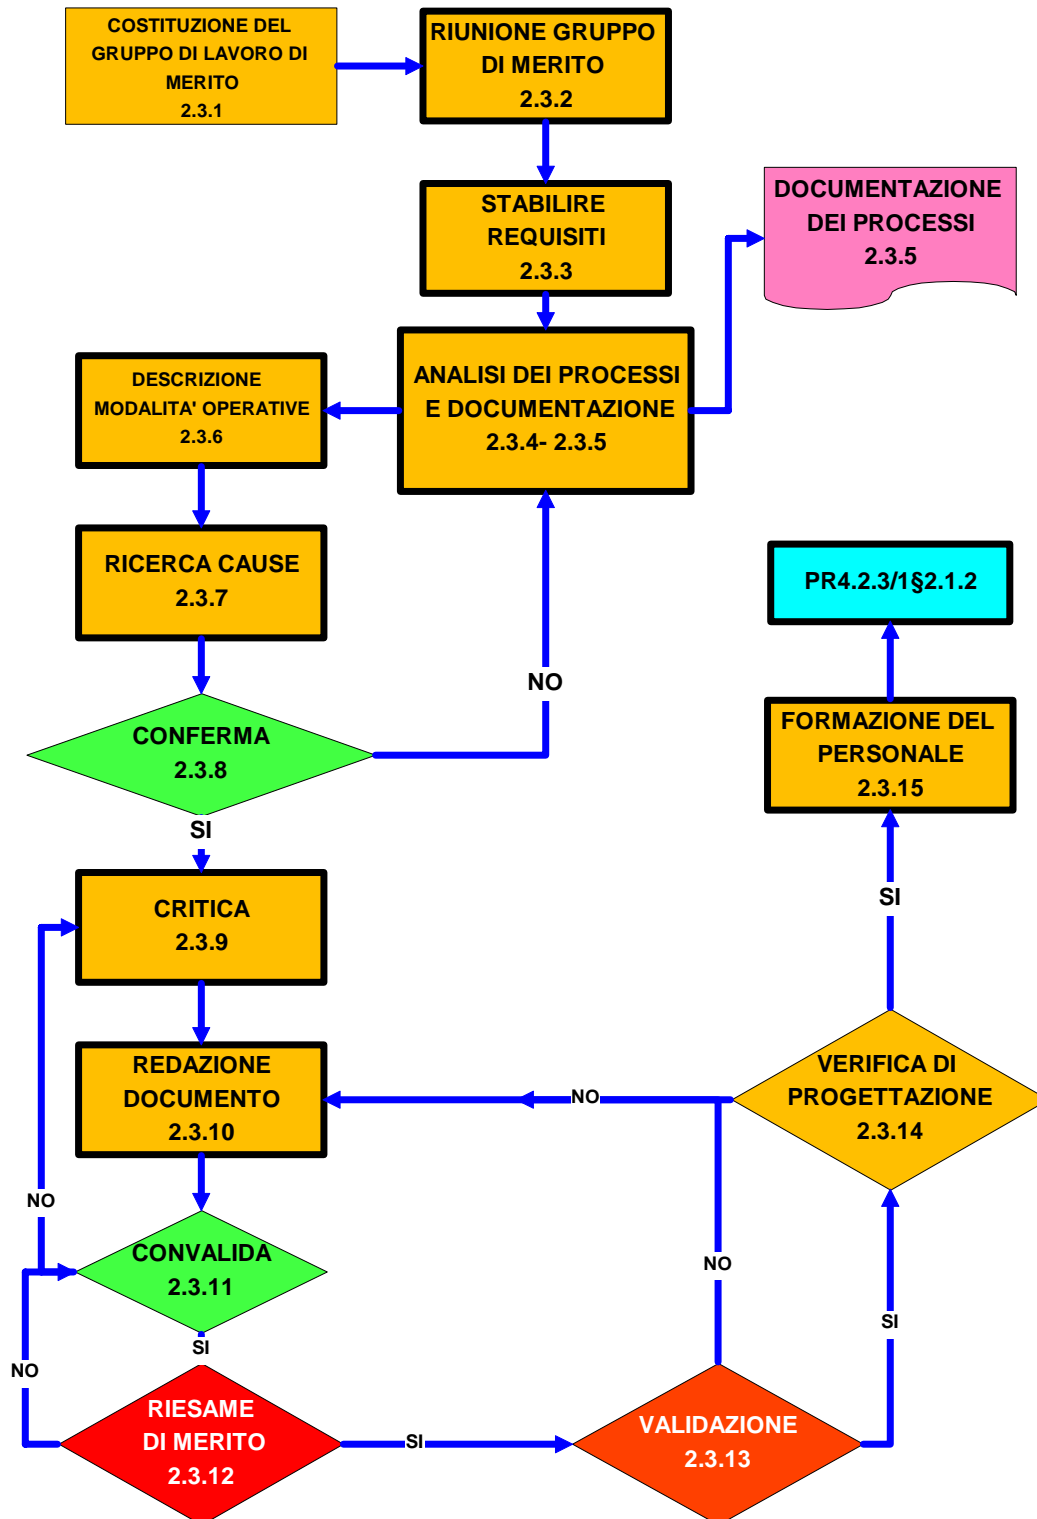 COSTITUZIONE DEL
GRUPPO DI LAVORO DI
MERITO
2.3.1
RIUNIONE GRUPPO
DI MERITO
2.3.2
STABILIRE
REQUISITI
2.3.3
DOCUMENTAZIONE
DEI PROCESSI
2.3.5
ANALISI DEI PROCESSI
E DOCUMENTAZIONE
2.3.4- 2.3.5
DESCRIZIONE
MODALITA' OPERATIVE
2.3.6
RICERCA CAUSE
2.3.7
PR4.2.3/1§2.1.2
NO
CONFERMA
2.3.8
FORMAZIONE DEL
PERSONALE
2.3.15
SI
CRITICA
2.3.9
SI
REDAZIONE
DOCUMENTO
2.3.10
NO
VERIFICA DI
PROGETTAZIONE
2.3.14
NO
CONVALIDA
2.3.11
NO
SI
SI
NO
RIESAME
DI MERITO
2.3.12
SI
VALIDAZIONE
2.3.13